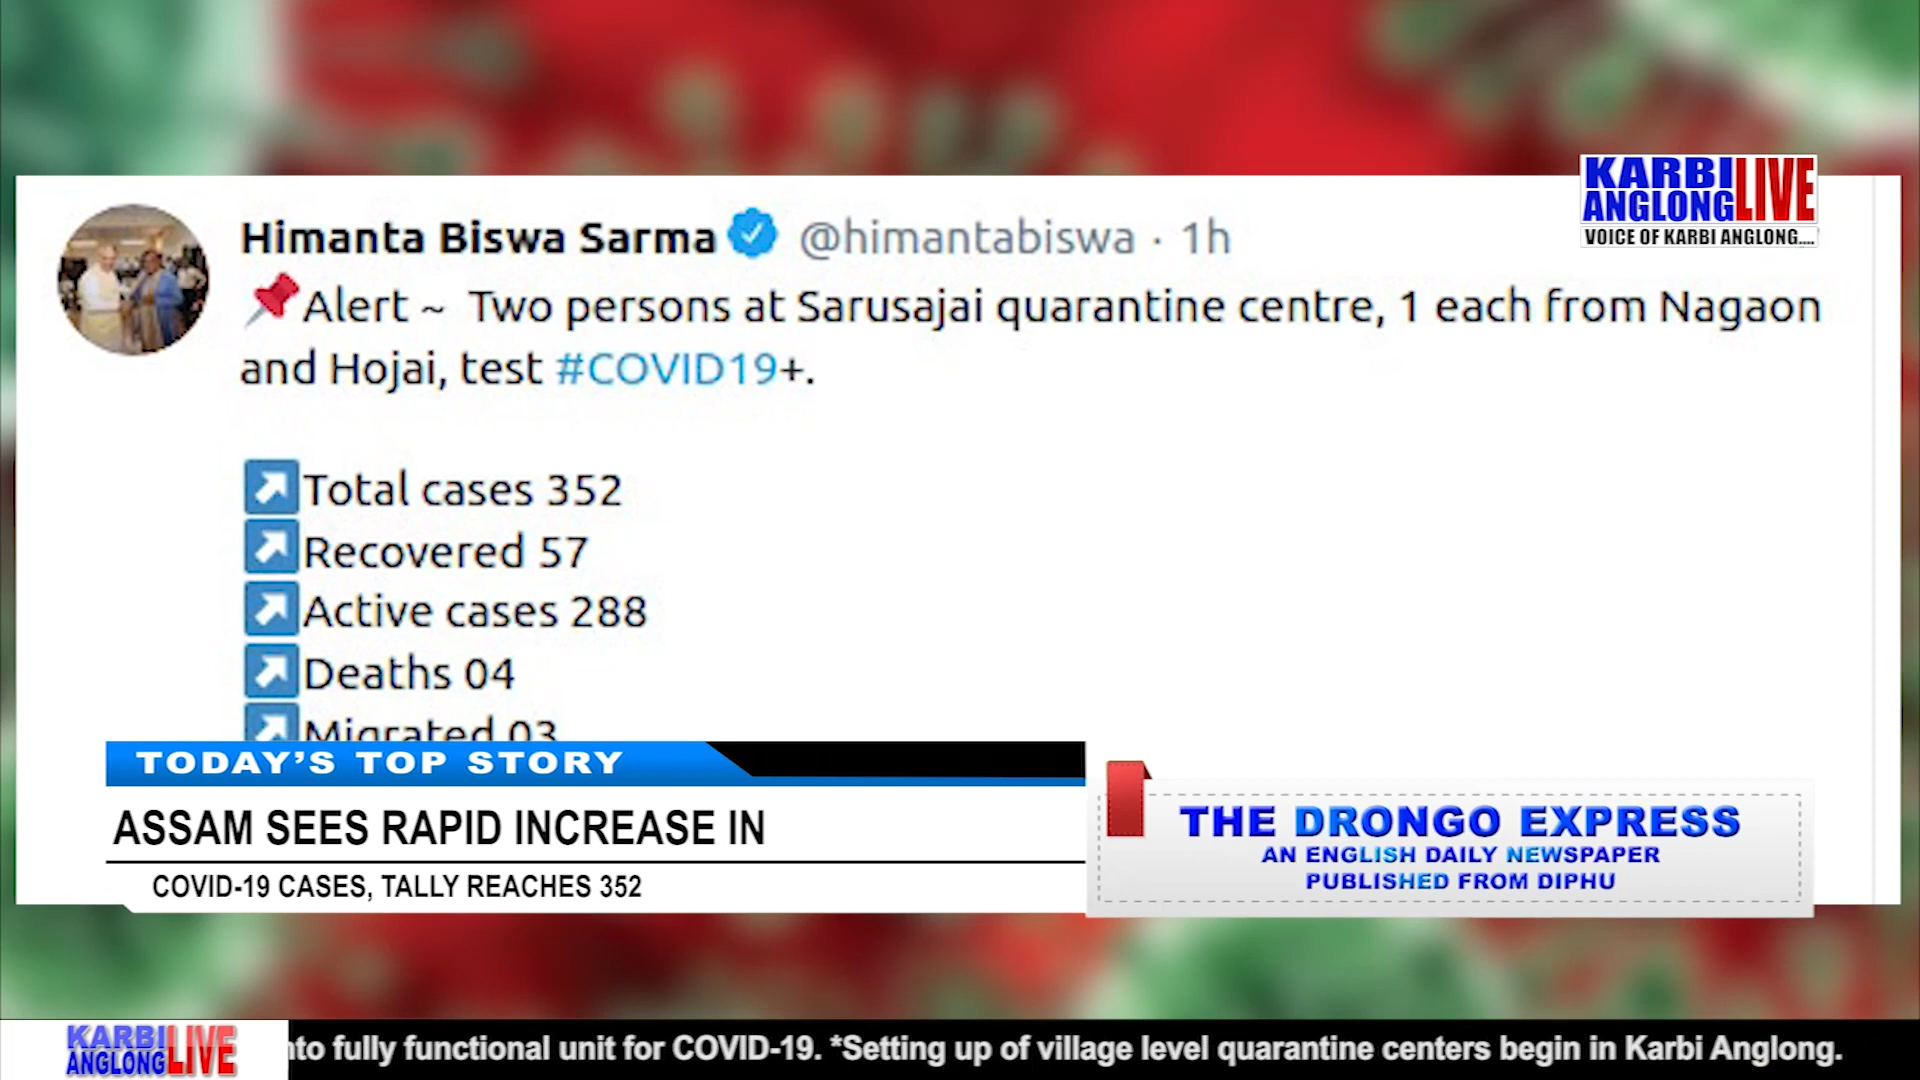 KARBI
ANGLONG LIVE
VOICE OF KARBI ANGLONG....
Himanta Biswa Sarma @himantabiswa · 1h
Alert ~ Two persons at Sarusajai quarantine centre, 1 each from Nagaon
and Hojai, test #COVID19+.
Total cases 352
Recovered 57
Active cases 288
Deaths 04
Migrated 03
TODAY'S TOP STORY
ASSAM SEES RAPID INCREASE IN
COVID-19 CASES, TALLY REACHES 352
THE DRONGO EXPRESS
AN ENGLISH DAILY NEWSPAPER
PUBLISHED FROM DIPHU
KARBI
ANGLONG LIVE
fully functional unit for COVID-19. *Setting up of village level quarantine centers begin in Karbi Anglong.